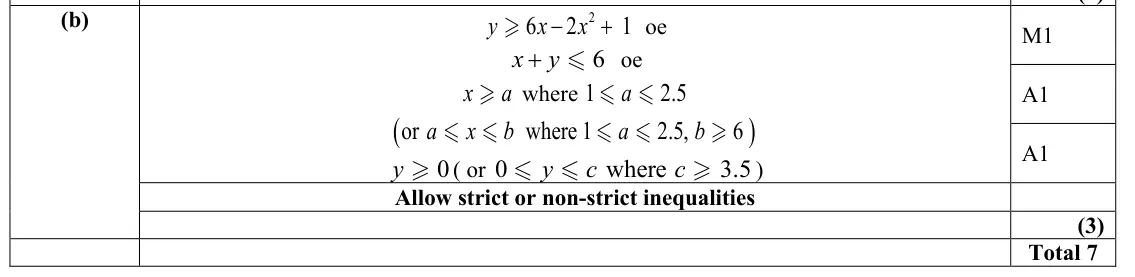 (b)
y ⩾ 6x − 2x² + 1 oe
M1
x + y ⩽ 6 oe
x ⩾ a where 1 ⩽ a ⩽ 2.5
A1
(or a ⩽ x ⩽ b where 1 ⩽ a ⩽ 2.5, b ⩾ 6)
A1
y ⩾ 0 ( or 0 ⩽ y ⩽ c where c ⩾ 3.5 )
Allow strict or non-strict inequalities
(3)
Total 7